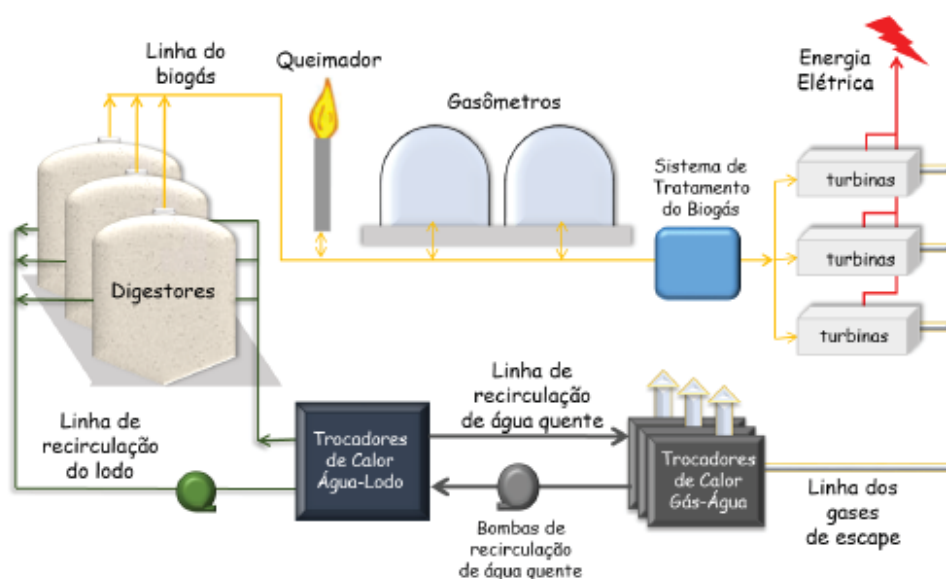 Linha do
biogás
Queimador
Gasômetros
Energia
Elétrica
Sistema de
Tratamento
do Biogás
turbinas
turbinas
turbinas
Digestores
Linha de
recirculação
do lodo
Trocadores
de Calor
Água-Lodo
Linha de
recirculação
de água quente
Bombas de
recirculação de
água quente
Trocadores
de Calor
Gás-Água
Linha dos
gases
de escape